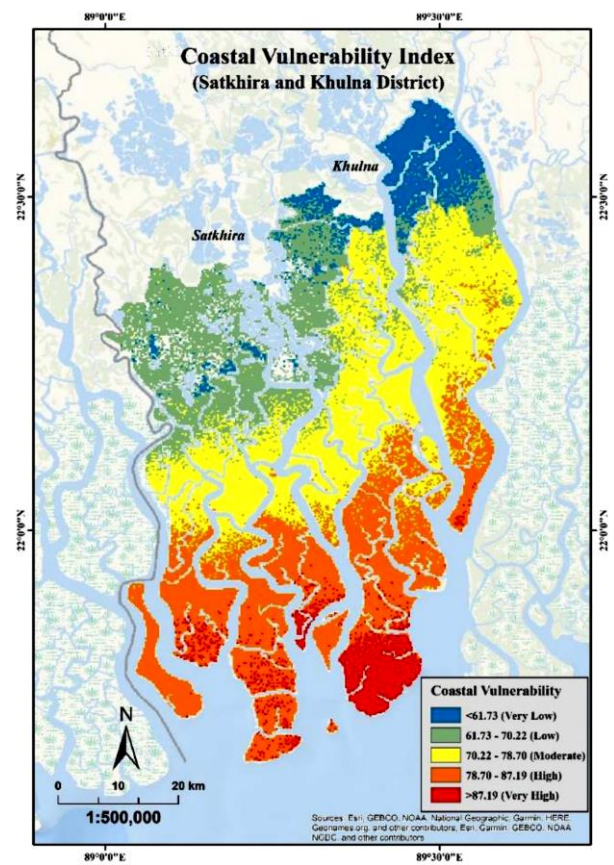 89°0'0"E
89°30'0"E
Coastal Vulnerability Index
(Satkhira and Khulna District)
Khulna
Satkhira
22°30'0"N
22°30'0"N
22°0'0"N
22°0'0"N
Coastal Vulnerability
<61.73 (Very Low)
61.73 - 70.22 (Low)
70.22 - 78.70 (Moderate)
78.70 - 87.19 (High)
>87.19 (Very High)
N
0 10 20 km
1:500,000
Sources: Esri, GEBCO, NOAA, National Geographic, Garmin, HERE,
Geonames.org, and other contributors, Esri, Garmin, GEBCO, NOAA
NGDC, and other contributors
89°0'0"E
89°30'0"E